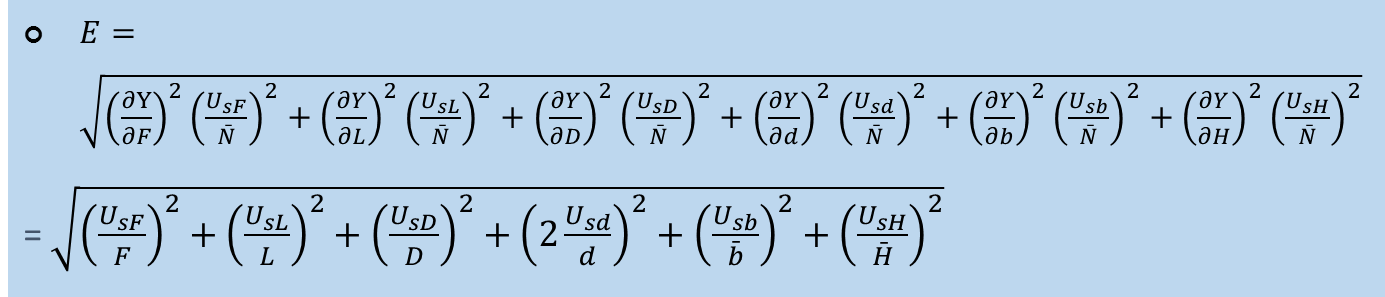 ∘ E =
√((∂Y/∂F)² (U_sF/N̄)² + (∂Y/∂L)² (U_sL/N̄)² + (∂Y/∂D)² (U_sD/N̄)² + (∂Y/∂d)² (U_sd/N̄)² + (∂Y/∂b)² (U_sb/N̄)² + (∂Y/∂H)² (U_sH/N̄)²)
= √((U_sF/F)² + (U_sL/L)² + (U_sD/D)² + (2 U_sd/d)² + (U_sb/b̄)² + (U_sH/H̄)²)